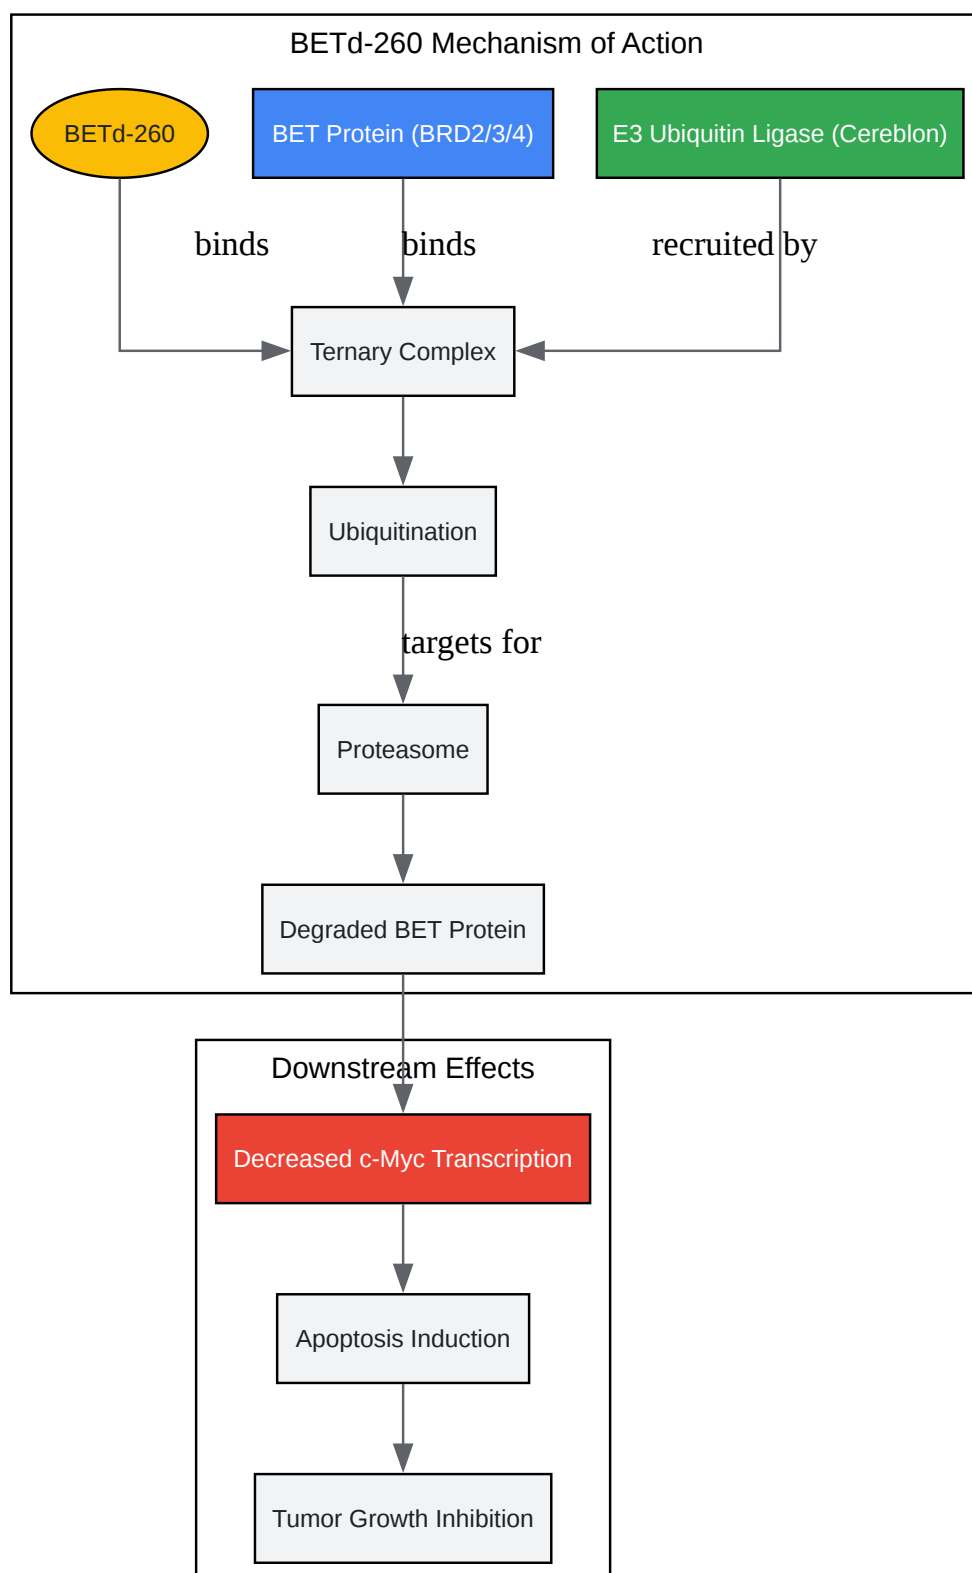 BETd-260 Mechanism of Action
BETd-260
BET Protein (BRD2/3/4)
E3 Ubiquitin Ligase (Cereblon)
binds
binds
recruited by
Ternary Complex
Ubiquitination
targets for
Proteasome
Degraded BET Protein
Downstream Effects
Decreased c-Myc Transcription
Apoptosis Induction
Tumor Growth Inhibition